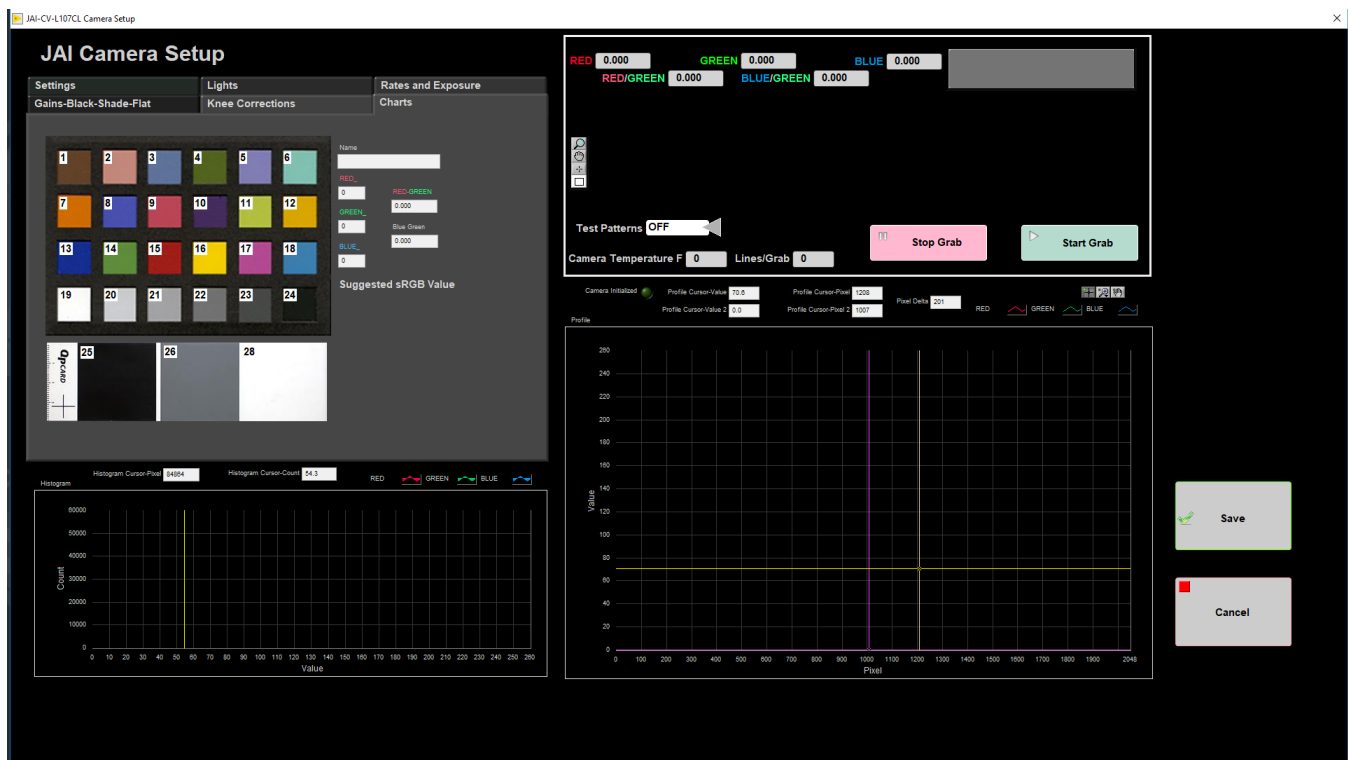 JAI-CV-L107CL Camera Setup
JAI Camera Setup
Settings Lights Rates and Exposure
Gains-Black-Shade-Flat Knee Corrections Charts
1 2 3 4 5 6
7 8 9 10 11 12
13 14 15 16 17 18
19 20 21 22 23 24
QPCARD 25 26 28
Name
RED_
0
RED-GREEN
0.000
GREEN_
0
Blue Green
0.000
BLUE_
0
Suggested sRGB Value
RED 0.000 GREEN 0.000 BLUE 0.000
RED/GREEN 0.000 BLUE/GREEN 0.000
Test Patterns OFF
Stop Grab
Start Grab
Camera Temperature F 0 Lines/Grab 0
Camera Initialized Profile Cursor-Value 70.6 Profile Cursor-Pixel 1208
Profile Cursor-Value 2 0.0 Profile Cursor-Pixel 2 1007
Pixel Delta 201
RED GREEN BLUE
Profile
260
240
220
200
180
160
140
120
100
80
60
40
20
0
Value
0 100 200 300 400 500 600 700 800 900 1000 1100 1200 1300 1400 1500 1600 1700 1800 1900 2048
Pixel
Histogram Cursor-Pixel 84864 Histogram Cursor-Count 54.3
RED GREEN BLUE
Histogram
60000
50000
40000
30000
20000
10000
0
Count
0 10 20 30 40 50 60 70 80 90 100 110 120 130 140 150 160 170 180 190 200 210 220 230 240 250 260
Value
Save
Cancel